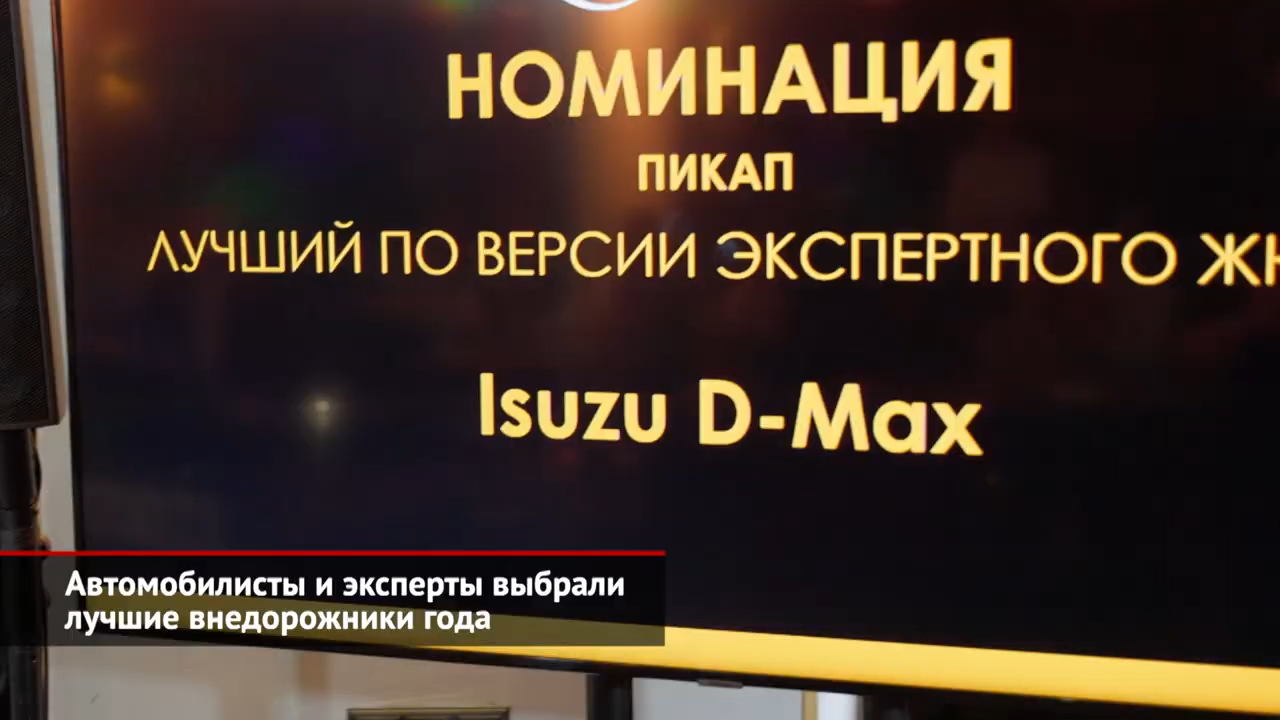 НОМИНАЦИЯ
ПИКАП
ЛУЧШИЙ ПО ВЕРСИИ ЭКСПЕРТНОГО
Isuzu D-Max
Автомобилисты и эксперты выбрали
лучшие внедорожники года